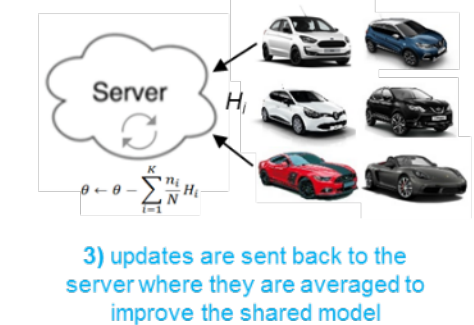 Server
H_i
θ ← θ − ∑_{i=1}^{K} n_i/N H_i
3) updates are sent back to the
server where they are averaged to
improve the shared model